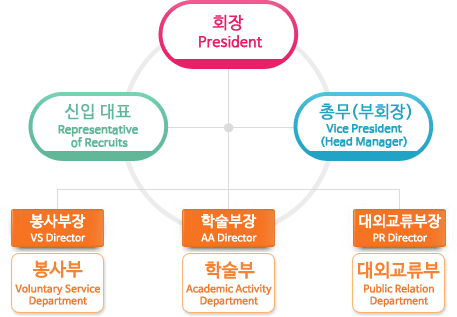 회장
President
신입 대표
Representative
of Recruits
총무(부회장)
Vice President
(Head Manager)
봉사부장
VS Director
학술부장
AA Director
대외교류부장
PR Director
봉사부
Voluntary Service
Department
학술부
Academic Activity
Department
대외교류부
Public Relation
Department